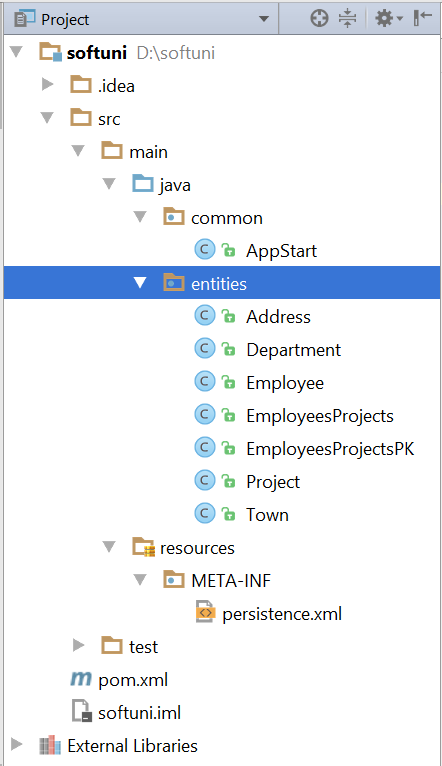 Project
softuni D:\softuni
.idea
src
main
java
common
AppStart
entities
Address
Department
Employee
EmployeesProjects
EmployeesProjectsPK
Project
Town
resources
META-INF
persistence.xml
test
pom.xml
softuni.iml
External Libraries